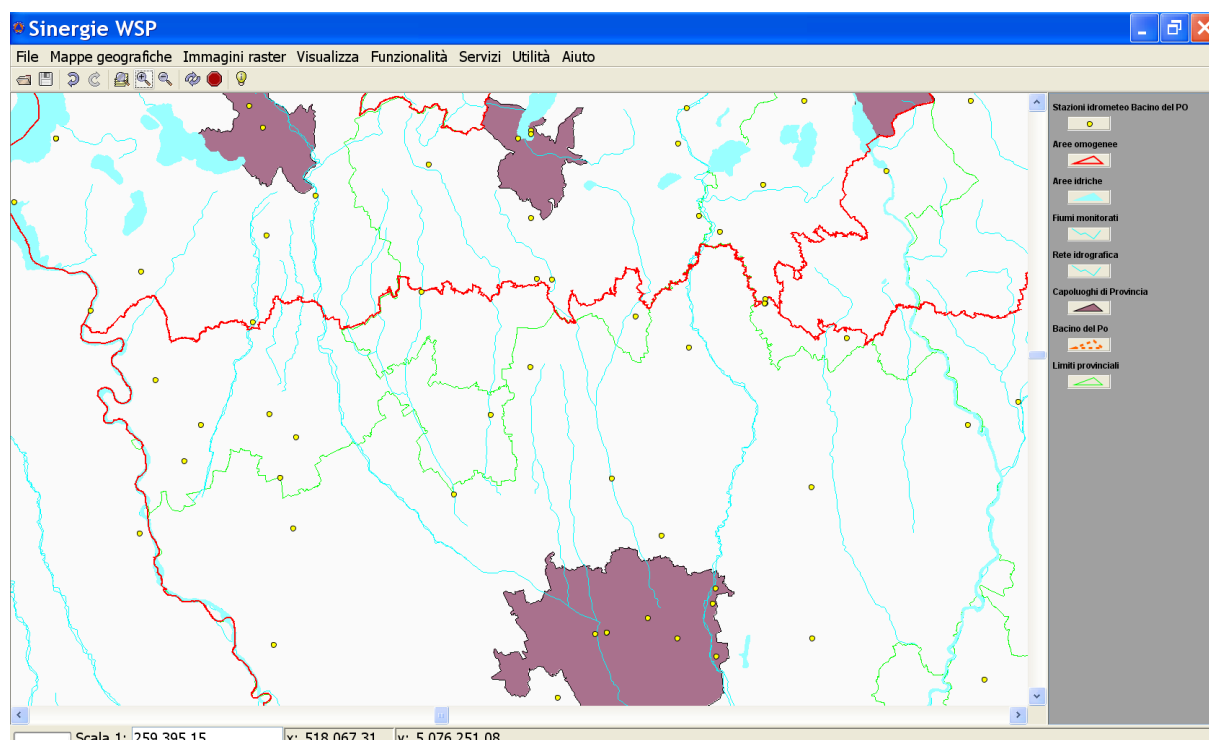 Sinergie WSP
File Mappe geografiche Immagini raster Visualizza Funzionalità Servizi Utilità Aiuto
Stazioni idrometeo Bacino del PO
Aree omogenee
Aree idriche
Fiumi monitorati
Rete idrografica
Capoluoghi di Provincia
Bacino del Po
Limiti provinciali
Scala 1: 259.395,15 x: 518.067,31 y: 5.076.251,08